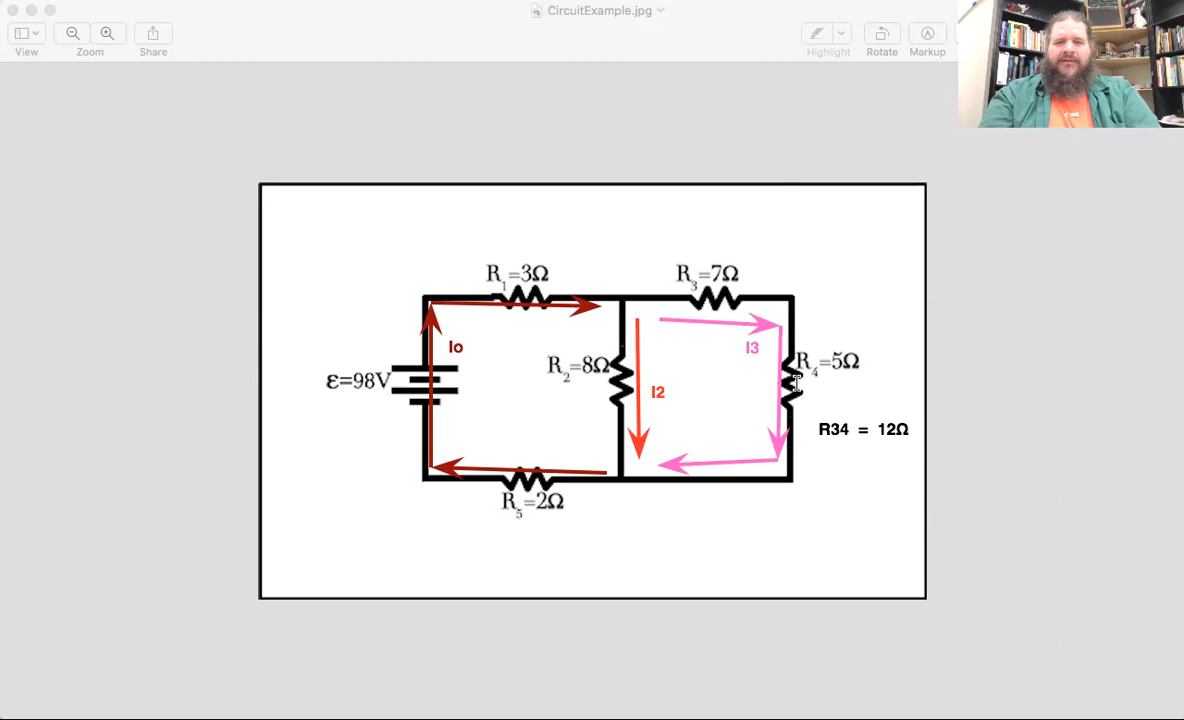 CircuitExample.jpg
View
Zoom
Share
Highlight
Rotate
Markup
R1=3Ω
R3=7Ω
Io
I3
R2=8Ω
R4=5Ω
ε=98V
I2
R34 = 12Ω
R5=2Ω